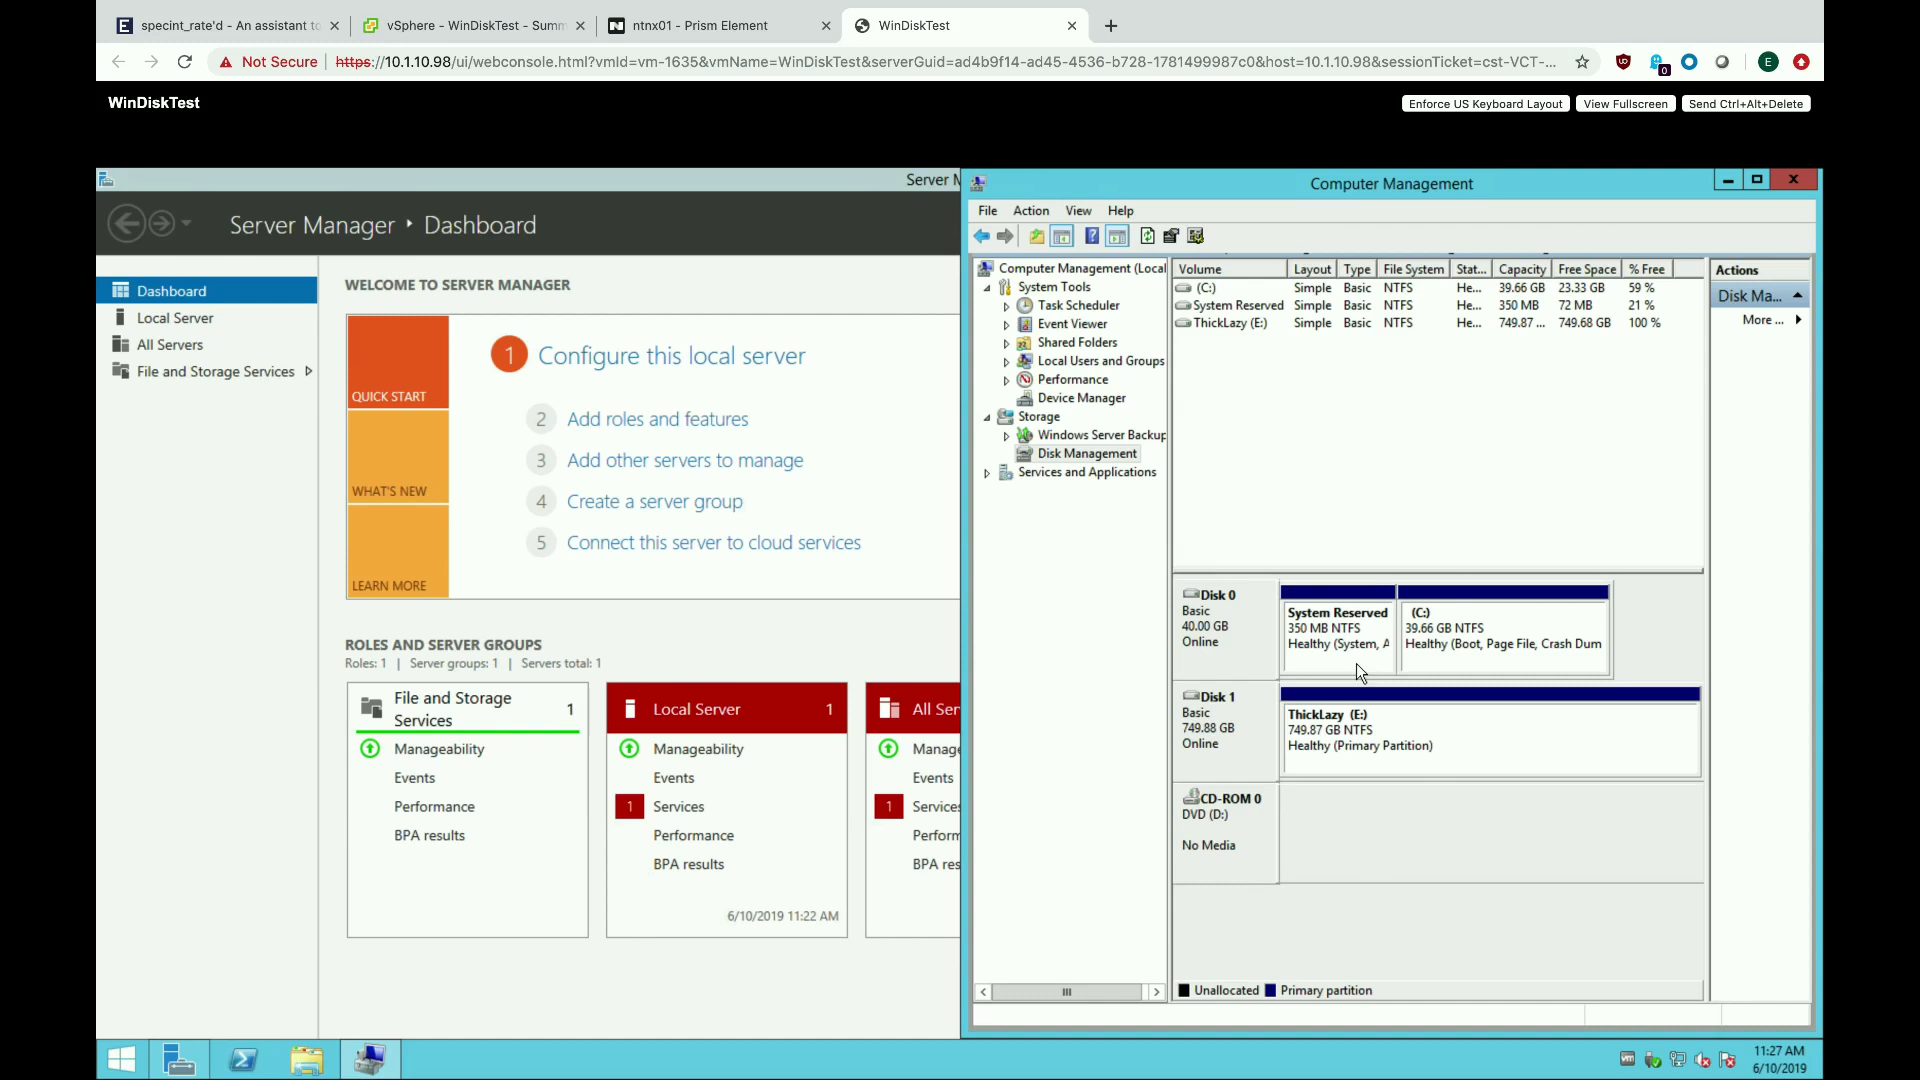 specint_rate'd - An assistant to
vSphere - WinDiskTest - Summ
ntnx01 - Prism Element
WinDiskTest
Not Secure
https://10.1.10.98/ui/webconsole.html?vmId=vm-1635&vmName=WinDiskTest&serverGuid=ad4b9f14-ad45-4536-b728-1781499987c0&host=10.1.10.98&sessionTicket=cst-VCT-...
0
E
WinDiskTest
Enforce US Keyboard Layout
View Fullscreen
Send Ctrl+Alt+Delete
Server M
Server Manager
Dashboard
Dashboard
Local Server
All Servers
File and Storage Services
WELCOME TO SERVER MANAGER
QUICK START
WHAT'S NEW
LEARN MORE
1 Configure this local server
2 Add roles and features
3 Add other servers to manage
4 Create a server group
5 Connect this server to cloud services
ROLES AND SERVER GROUPS
Roles: 1 | Server groups: 1 | Servers total: 1
File and Storage
Services
1
Manageability
Events
Performance
BPA results
Local Server 1
Manageability
Events
1 Services
Performance
BPA results
6/10/2019 11:22 AM
All Ser
Manage
Events
1 Services
Perform
BPA res
Computer Management
File Action View Help
Computer Management (Local
System Tools
Task Scheduler
Event Viewer
Shared Folders
Local Users and Groups
Performance
Device Manager
Storage
Windows Server Backup
Disk Management
Services and Applications
Volume Layout Type File System Stat... Capacity Free Space % Free
(C:) Simple Basic NTFS He... 39.66 GB 23.33 GB 59 %
System Reserved Simple Basic NTFS He... 350 MB 72 MB 21 %
ThickLazy (E:) Simple Basic NTFS He... 749.87 ... 749.68 GB 100 %
Disk 0
Basic
40.00 GB
Online
System Reserved
350 MB NTFS
Healthy (System, A
(C:)
39.66 GB NTFS
Healthy (Boot, Page File, Crash Dum
Disk 1
Basic
749.88 GB
Online
ThickLazy (E:)
749.87 GB NTFS
Healthy (Primary Partition)
CD-ROM 0
DVD (D:)
No Media
Unallocated Primary partition
Actions
Disk Ma...
More ...
11:27 AM
6/10/2019